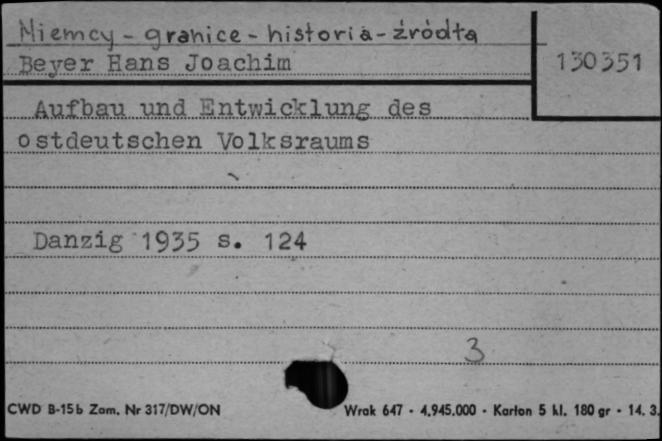 Niemcy - granice - historia - źródła
Beyer Hans Joachim
130351
Aufbau und Entwicklung des
ostdeutschen Volksraums
Danzig 1935 s. 124
3
CWD B-15b Zam. Nr 317/DW/ON
Wrak 647 · 4.945.000 · Karton 5 kl. 180 gr · 14. 3.